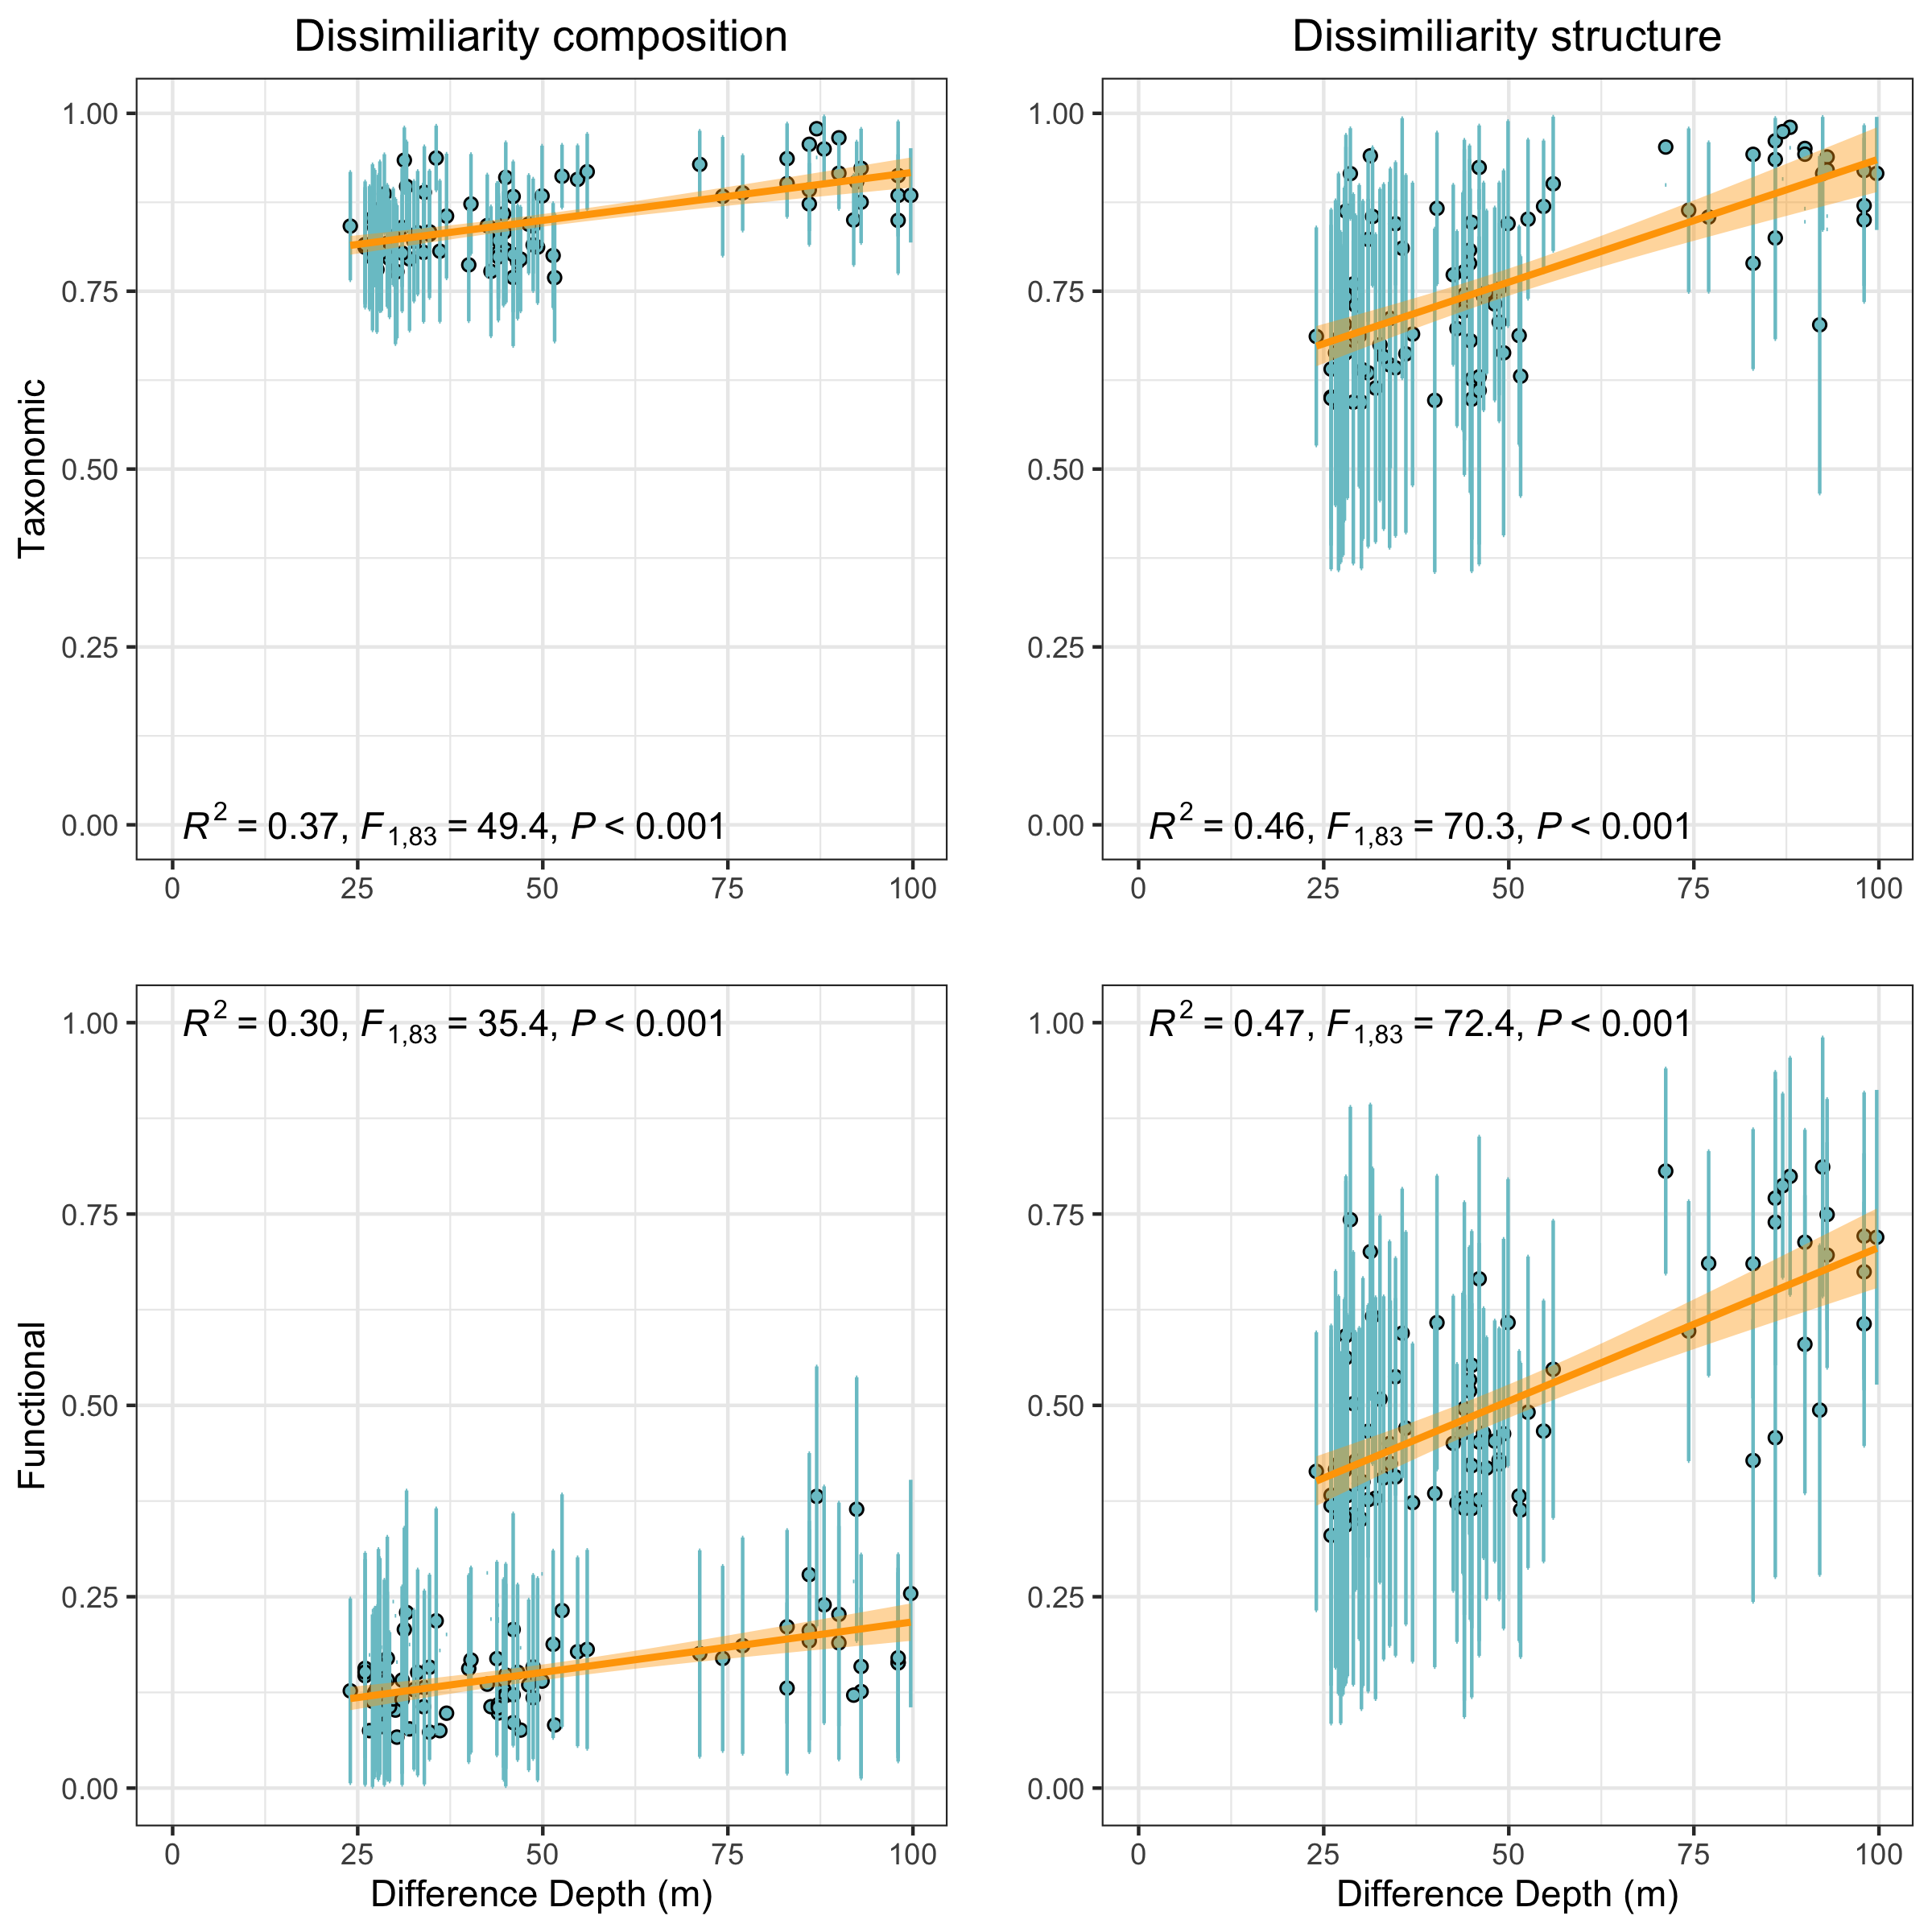 Dissimiliarity composition
Dissimiliarity structure
Taxonomic
1.00
0.75
0.50
0.25
0.00
R² = 0.37, F₁,₈₃ = 49.4, P < 0.001
0 25 50 75 100
1.00
0.75
0.50
0.25
0.00
R² = 0.46, F₁,₈₃ = 70.3, P < 0.001
0 25 50 75 100
Functional
1.00
0.75
0.50
0.25
0.00
R² = 0.30, F₁,₈₃ = 35.4, P < 0.001
0 25 50 75 100
Difference Depth (m)
1.00
0.75
0.50
0.25
0.00
R² = 0.47, F₁,₈₃ = 72.4, P < 0.001
0 25 50 75 100
Difference Depth (m)